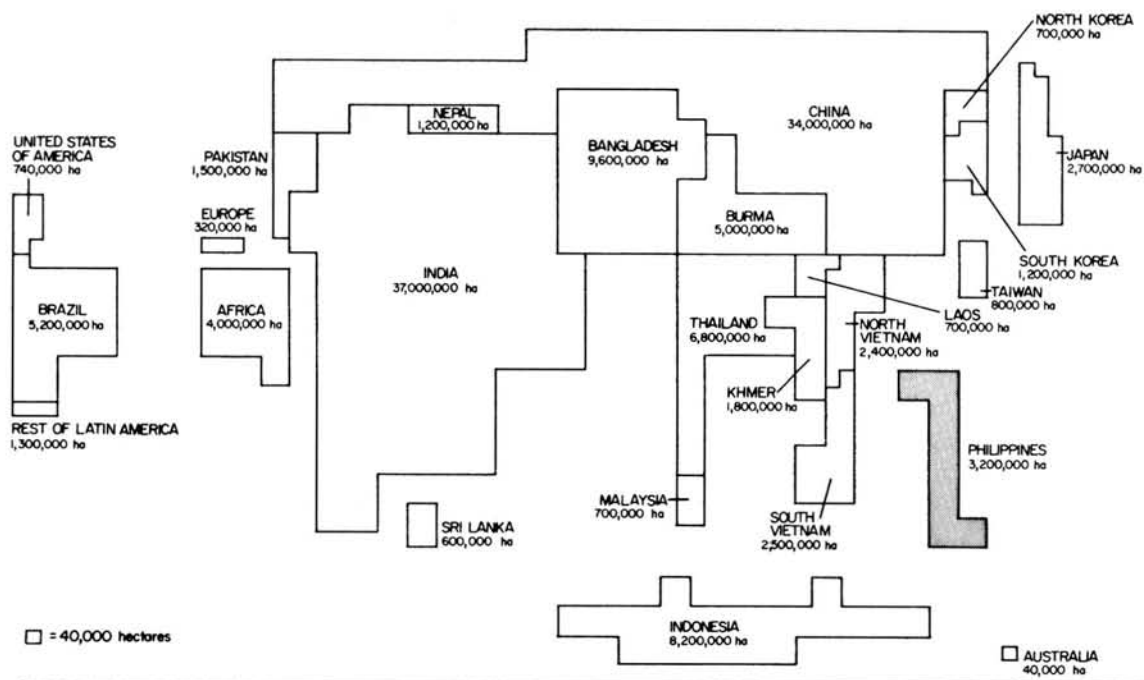 NORTH KOREA
700,000 ha
UNITED STATES
OF AMERICA
740,000 ha
PAKISTAN
1,500,000 ha
NEPAL
1,200,000 ha
BANGLADESH
9,600,000 ha
CHINA
34,000,000 ha
JAPAN
2,700,000 ha
EUROPE
320,000 ha
BURMA
5,000,000 ha
SOUTH KOREA
1,200,000 ha
BRAZIL
5,200,000 ha
AFRICA
4,000,000 ha
INDIA
37,000,000 ha
TAIWAN
800,000 ha
LAOS
700,000 ha
THAILAND
6,800,000 ha
NORTH
VIETNAM
2,400,000 ha
KHMER
1,800,000 ha
REST OF LATIN AMERICA
1,300,000 ha
PHILIPPINES
3,200,000 ha
MALAYSIA
700,000 ha
SRI LANKA
600,000 ha
SOUTH
VIETNAM
2,500,000 ha
INDONESIA
8,200,000 ha
= 40,000 hectares
AUSTRALIA
40,000 ha